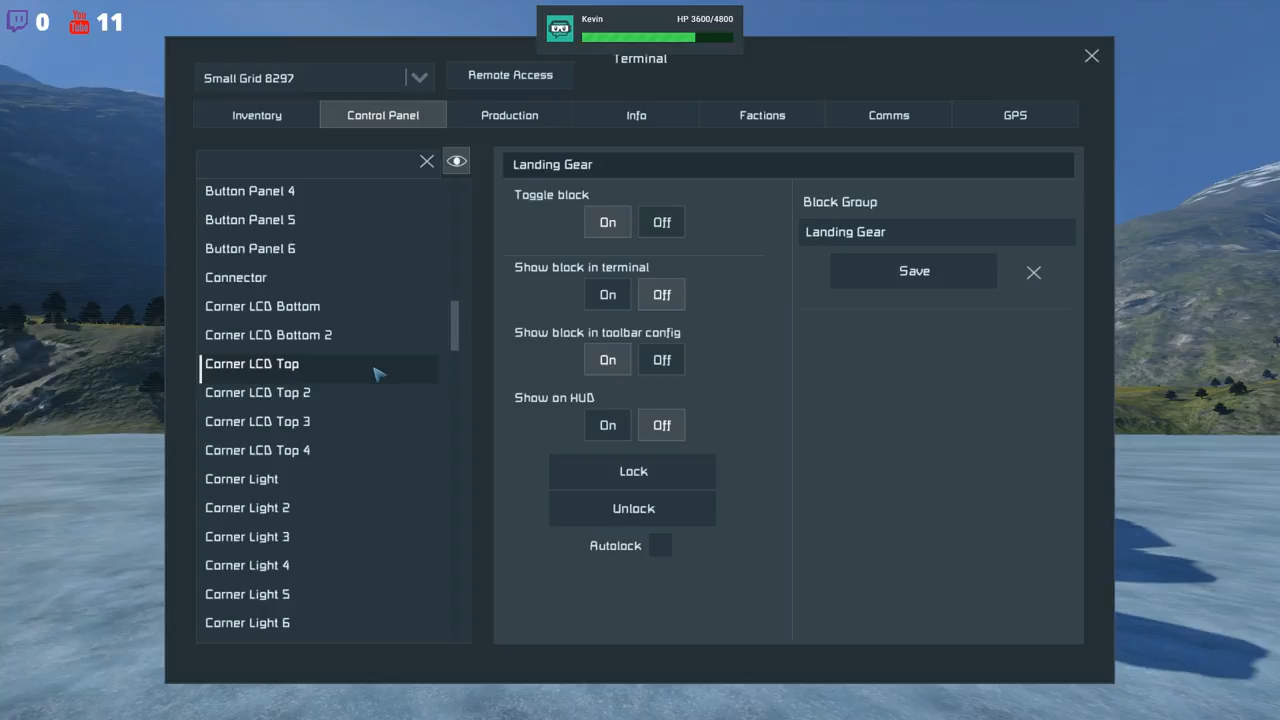 0
You
Tube
11
Kevin
HP 3600/4800
Terminal
Small Grid 8297
Remote Access
Inventory
Control Panel
Production
Info
Factions
Comms
GPS
Button Panel 4
Button Panel 5
Button Panel 6
Connector
Corner LCD Bottom
Corner LCD Bottom 2
Corner LCD Top
Corner LCD Top 2
Corner LCD Top 3
Corner LCD Top 4
Corner Light
Corner Light 2
Corner Light 3
Corner Light 4
Corner Light 5
Corner Light 6
Landing Gear
Toggle block
On
Off
Show block in terminal
On
Off
Show block in toolbar config
On
Off
Show on HUD
On
Off
Lock
Unlock
Autolock
Block Group
Landing Gear
Save